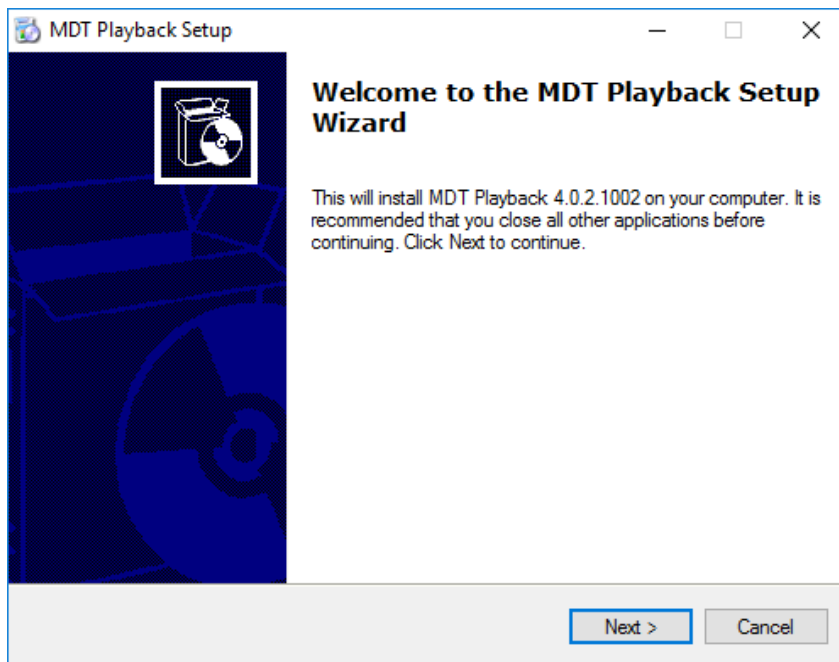 MDT Playback Setup
Welcome to the MDT Playback Setup
Wizard
This will install MDT Playback 4.0.2.1002 on your computer. It is
recommended that you close all other applications before
continuing. Click Next to continue.
Next >
Cancel